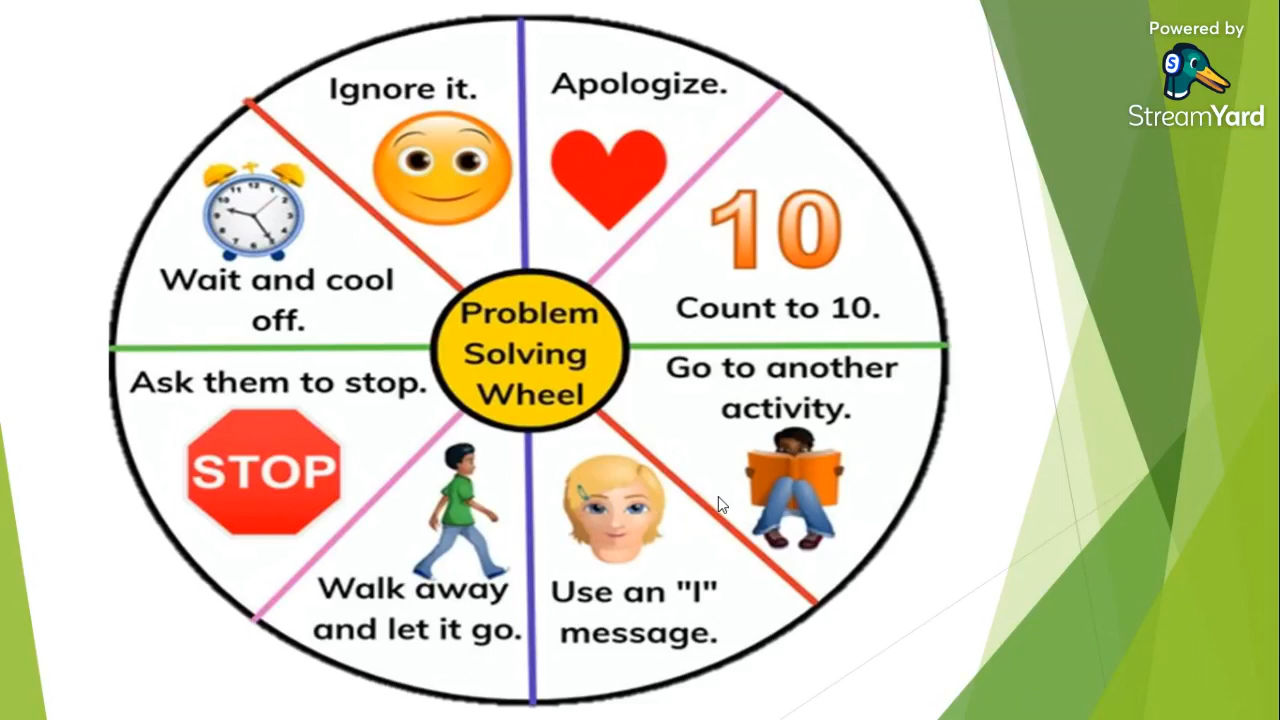 Powered by
StreamYard
Ignore it.
Apologize.
10
Count to 10.
Go to another
activity.
Use an "I"
message.
Walk away
and let it go.
Ask them to stop.
STOP
Wait and cool
off.
Problem
Solving
Wheel